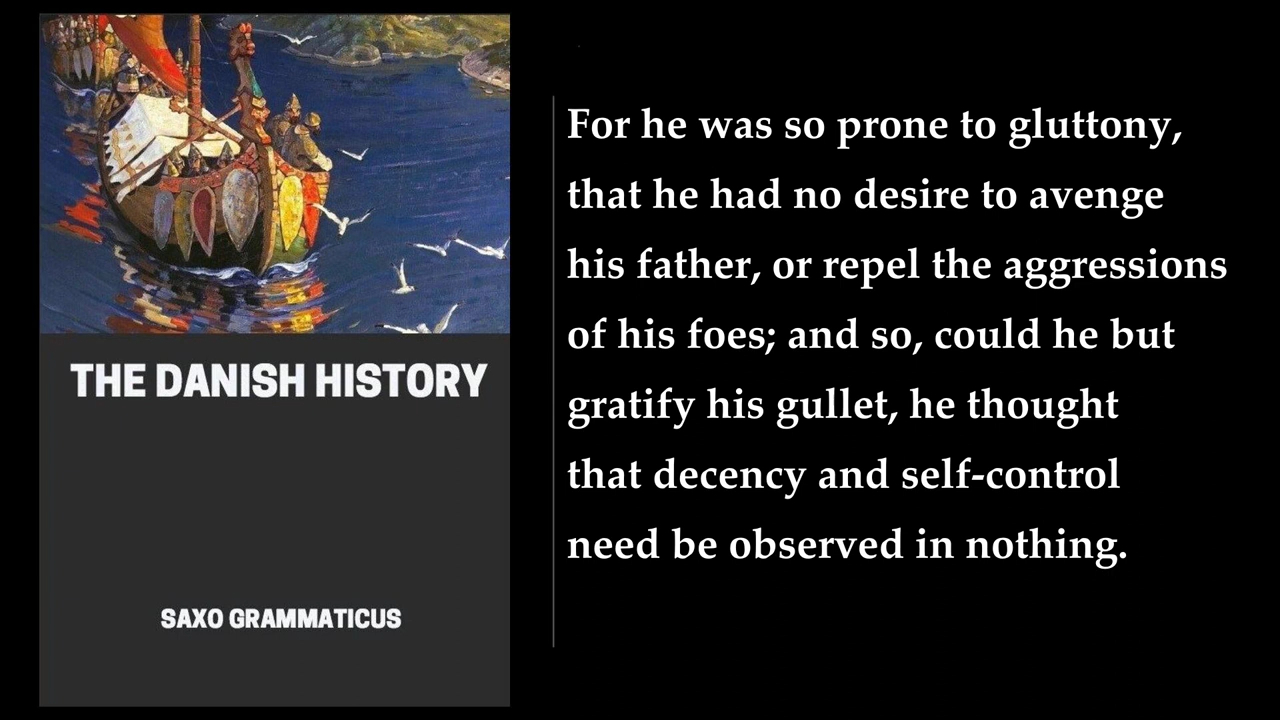 THE DANISH HISTORY
SAXO GRAMMATICUS
For he was so prone to gluttony,
that he had no desire to avenge
his father, or repel the aggressions
of his foes; and so, could he but
gratify his gullet, he thought
that decency and self-control
need be observed in nothing.